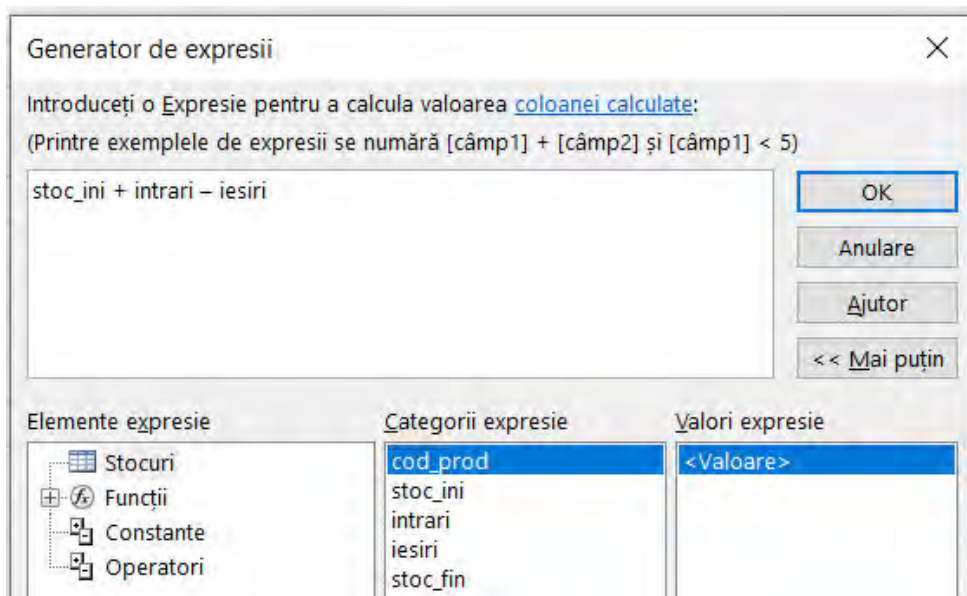 Generator de expresii
Introduceți o Expresie pentru a calcula valoarea coloanei calculate:
(Printre exemplele de expresii se numără [câmp1] + [câmp2] și [câmp1] < 5)
stoc_ini + intrari – iesiri
OK
Anulare
Ajutor
<< Mai puțin
Elemente expresie
Stocuri
Funcții
Constante
Operatori
Categorii expresie
cod_prod
stoc_ini
intrari
iesiri
stoc_fin
Valori expresie
<Valoare>